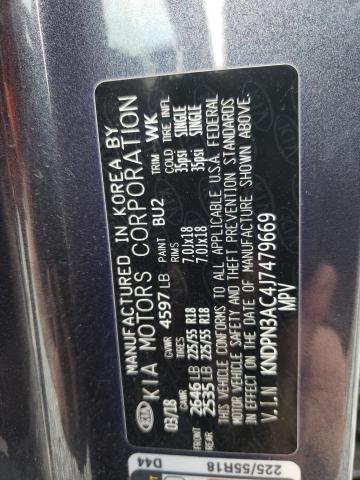 MANUFACTURED IN KOREA BY
KIA KIA MOTORS CORPORATION
03/18 GVWR 4597 LB PAINT BU2 TRIM WK
GAWR TIRES RIMS COLD TIRE INFL
FRONT 2646 LB 225/55 R18 7.0Jx18 35psi SINGLE
REAR 2535 LB 225/55 R18 7.0Jx18 35psi SINGLE
THIS VEHICLE CONFORMS TO ALL APPLICABLE U.S.A. FEDERAL
MOTOR VEHICLE SAFETY AND THEFT PREVENTION STANDARDS
IN EFFECT ON THE DATE OF MANUFACTURE SHOWN ABOVE.
V.I.N KNDPN3AC4J7479669
MPV
D44
225/55R18